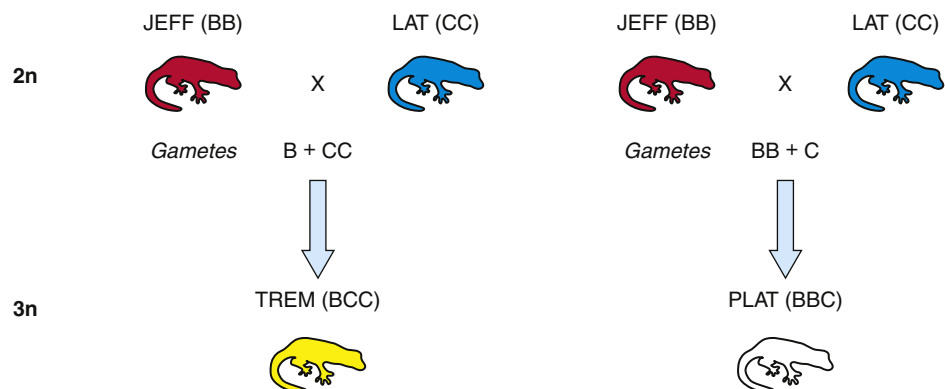 JEFF (BB) LAT (CC) JEFF (BB) LAT (CC)
2n X X
Gametes B + CC Gametes BB + C
TREM (BCC) PLAT (BBC)
3n